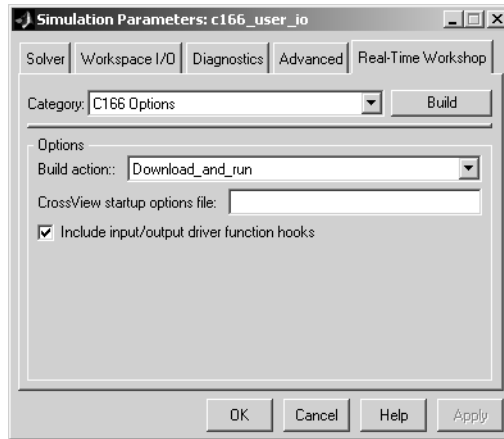 Simulation Parameters: c166_user_io
Solver Workspace I/O Diagnostics Advanced Real-Time Workshop
Category: C166 Options Build
Options
Build action:: Download_and_run
CrossView startup options file:
Include input/output driver function hooks
OK Cancel Help Apply